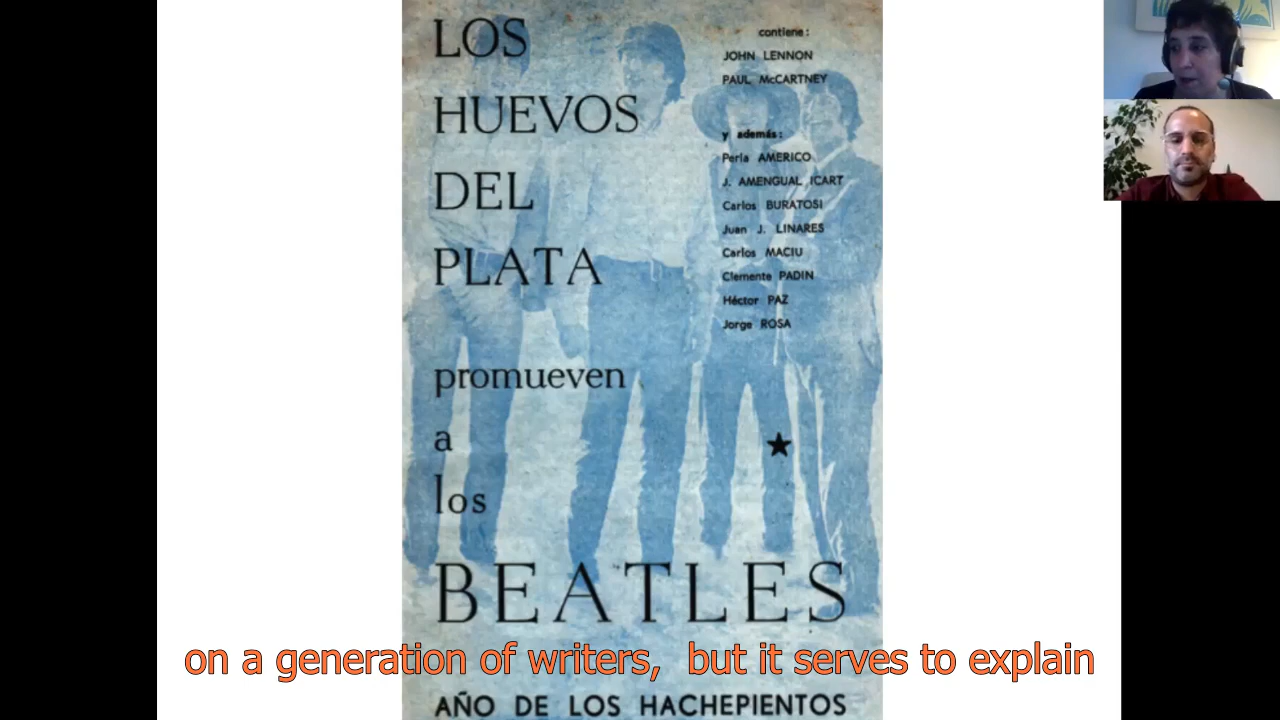 LOS
HUEVOS
DEL
PLATA
promueven
a
los
BEATLES
AÑO DE LOS HACHEPIENTOS
contiene:
JOHN LENNON
PAUL McCARTNEY
y además:
Perla AMERICO
J. AMENGUAL ICART
Carlos BURATOSI
Juan J. LINARES
Carlos MACIU
Clemente PADIN
Héctor PAZ
Jorge ROSA
on a generation of writers, but it serves to explain